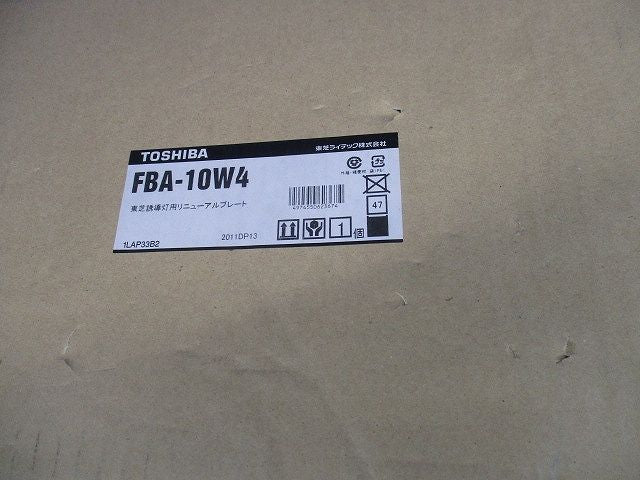 TOSHIBA 東芝ライテック株式会社
FBA-10W4
東芝誘導灯用リニューアルプレート
47
1 個
1LAP33B2 2011DP13